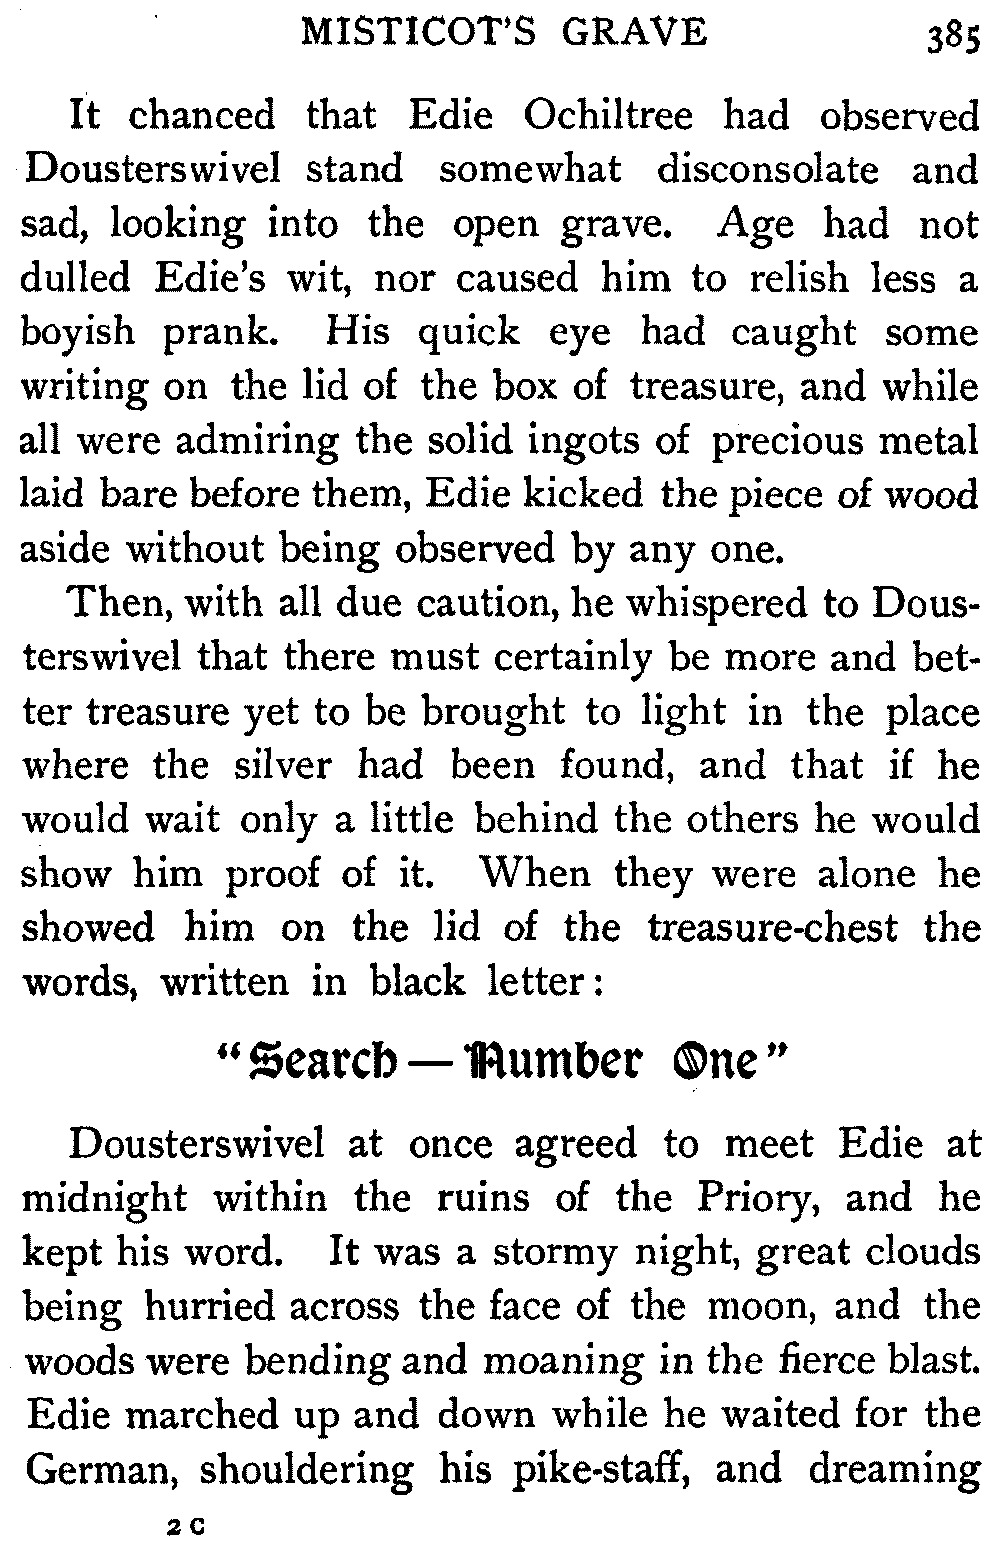 MISTICOT'S GRAVE 385
It chanced that Edie Ochiltree had observed
Dousterswivel stand somewhat disconsolate and
sad, looking into the open grave. Age had not
dulled Edie's wit, nor caused him to relish less a
boyish prank. His quick eye had caught some
writing on the lid of the box of treasure, and while
all were admiring the solid ingots of precious metal
laid bare before them, Edie kicked the piece of wood
aside without being observed by any one.
Then, with all due caution, he whispered to Dous-
terswivel that there must certainly be more and bet-
ter treasure yet to be brought to light in the place
where the silver had been found, and that if he
would wait only a little behind the others he would
show him proof of it. When they were alone he
showed him on the lid of the treasure-chest the
words, written in black letter:
"Search—Number One"
Dousterswivel at once agreed to meet Edie at
midnight within the ruins of the Priory, and he
kept his word. It was a stormy night, great clouds
being hurried across the face of the moon, and the
woods were bending and moaning in the fierce blast.
Edie marched up and down while he waited for the
German, shouldering his pike-staff, and dreaming
2 C